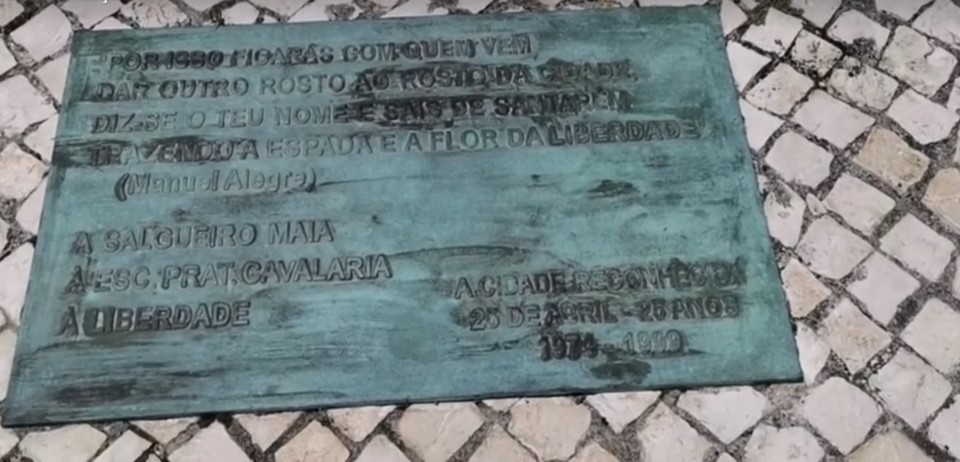 "POR ISSO FICARÁS COM QUEM VEM
DAR OUTRO ROSTO AO ROSTO DA CIDADE,
DIZ-SE O TEU NOME E SAIS DE SANTARÉM
TRAZENDO A ESPADA E A FLOR DA LIBERDADE"
(Manuel Alegre)
A SALGUEIRO MAIA
À ESC. PRAT. CAVALARIA
À LIBERDADE
A CIDADE RECONHECIDA
25 DE ABRIL - 25 ANOS
1974 - 1999